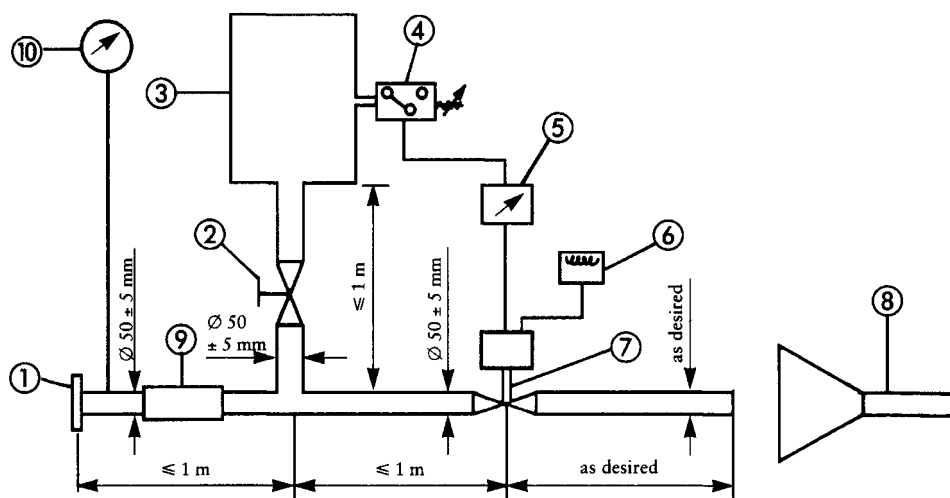 ⑩
④
③
⑤
②
≤ 1 m
⑥
Ø 50 ± 5 mm
Ø 50
± 5 mm
Ø 50 ± 5 mm
as desired
⑧
⑨
⑦
①
≤ 1 m
≤ 1 m
as desired